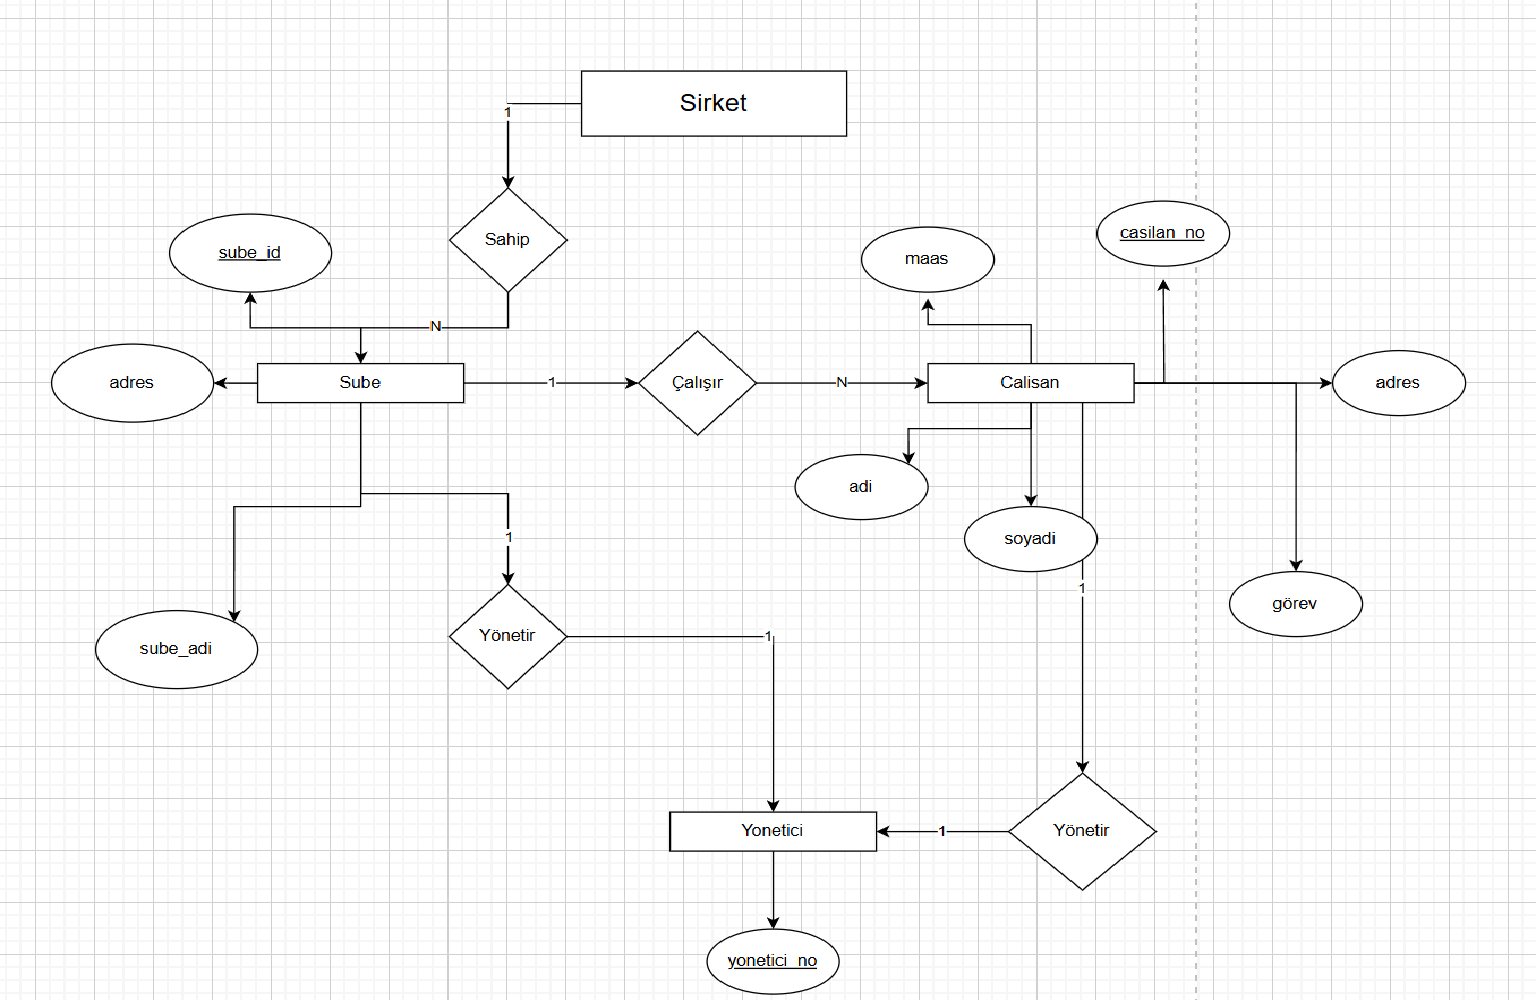 Sirket
1
Sahip
sube_id
maas
casilan_no
N
adres
Sube
1
Çalışır
N
Calisan
adres
adi
soyadi
1
1
görev
Yönetir
1
sube_adi
Yonetici
1
Yönetir
yonetici_no